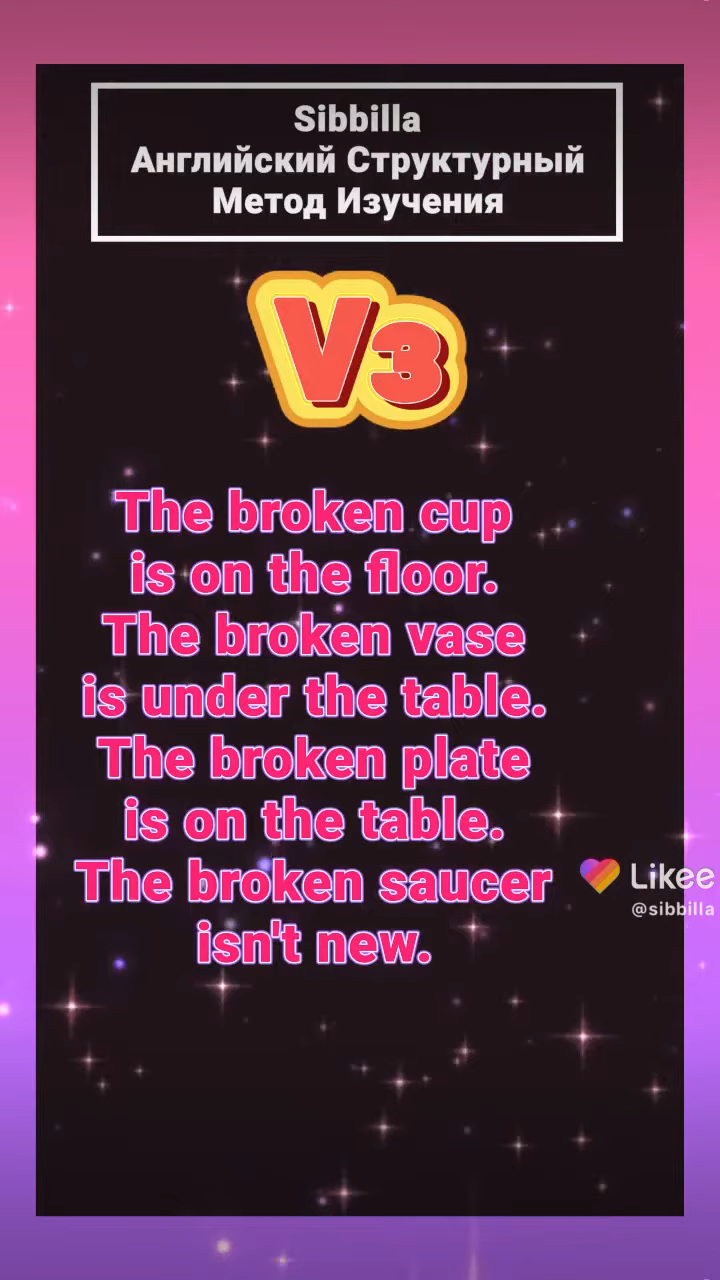 Sibbilla
Английский Структурный
Метод Изучения
V3
The broken cup
is on the floor.
The broken vase
is under the table.
The broken plate
is on the table.
The broken saucer
isn't new.
Likee
@sibbilla